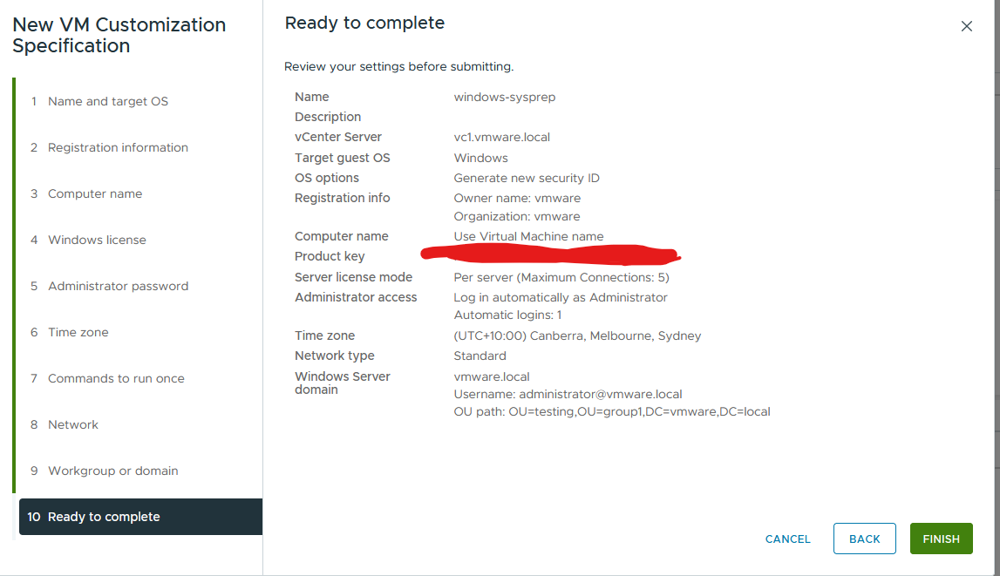 New VM Customization
Specification
1 Name and target OS
2 Registration information
3 Computer name
4 Windows license
5 Administrator password
6 Time zone
7 Commands to run once
8 Network
9 Workgroup or domain
10 Ready to complete
Ready to complete
Review your settings before submitting.
Name windows-sysprep
Description
vCenter Server vc1.vmware.local
Target guest OS Windows
OS options Generate new security ID
Registration info Owner name: vmware
Organization: vmware
Computer name Use Virtual Machine name
Product key
Server license mode Per server (Maximum Connections: 5)
Administrator access Log in automatically as Administrator
Automatic logins: 1
Time zone (UTC+10:00) Canberra, Melbourne, Sydney
Network type Standard
Windows Server vmware.local
domain Username: administrator@vmware.local
OU path: OU=testing,OU=group1,DC=vmware,DC=local
CANCEL BACK FINISH